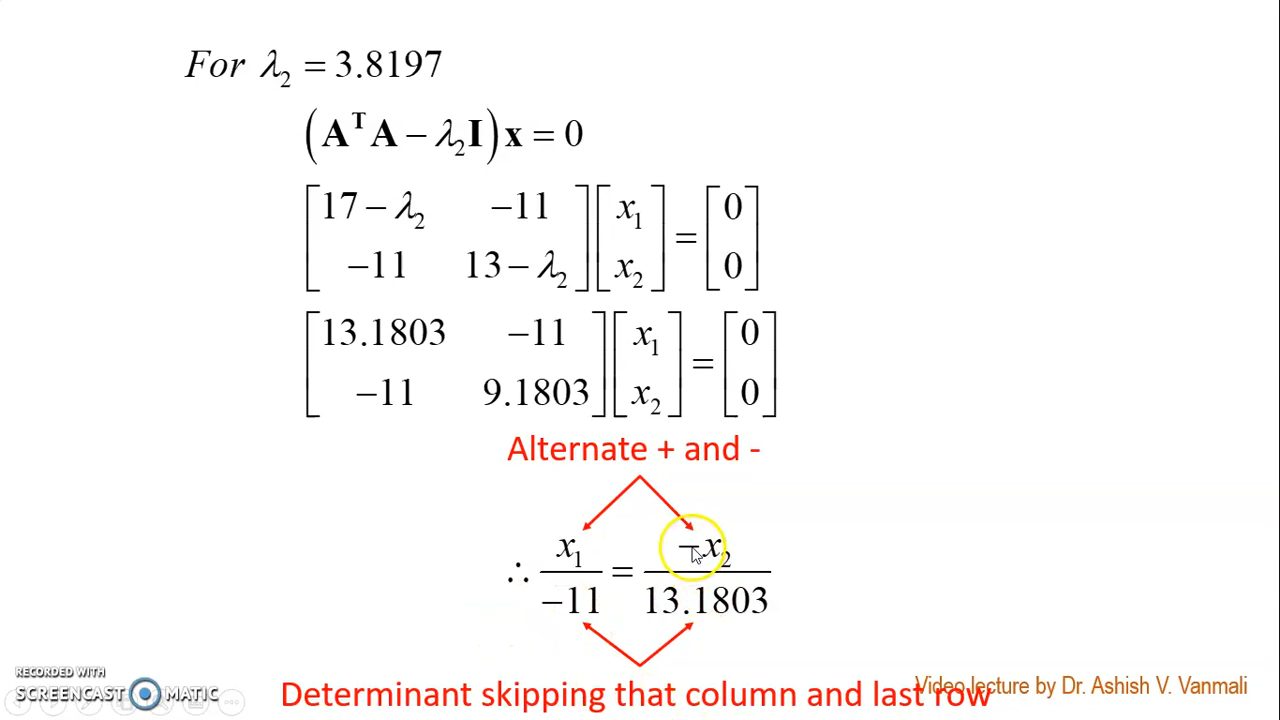 For λ₂ = 3.8197
(AᵀA − λ₂I)x = 0
[17 − λ₂  −11; −11  13 − λ₂][x₁; x₂] = [0; 0]
[13.1803  −11; −11  9.1803][x₁; x₂] = [0; 0]
Alternate + and -
∴ x₁/−11 = −x₂/13.1803
Determinant skipping that column and last row
Video lecture by Dr. Ashish V. Vanmali
RECORDED WITH
SCREENCAST MATIC